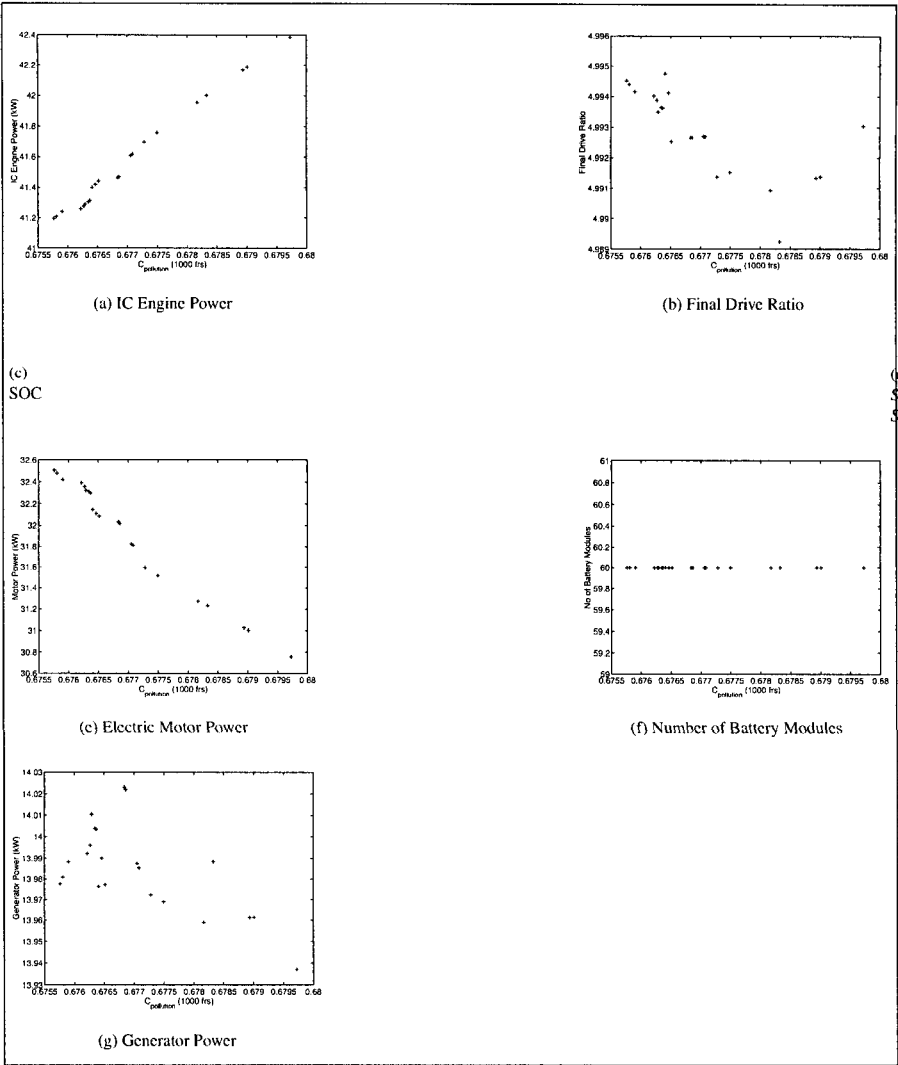 42.4
42.2
42
41.8
41.6
41.4
41.2
41
IC Engine Power (kW)
0.6755 0.676 0.6765 0.677 0.6775 0.678 0.6785 0.679 0.6795 0.68
C pollution (1000 frs)
(a) IC Engine Power
4.996
4.995
4.994
4.993
4.992
4.991
4.99
4.989
Final Drive Ratio
0.6755 0.676 0.6765 0.677 0.6775 0.678 0.6785 0.679 0.6795 0.68
C pollution (1000 frs)
(b) Final Drive Ratio
(c)
SOC
(
S
S
32.6
32.4
32.2
32
31.8
31.6
31.4
31.2
31
30.8
30.6
Motor Power (kW)
0.6755 0.676 0.6765 0.677 0.6775 0.678 0.6785 0.679 0.6795 0.68
C pollution (1000 frs)
(e) Electric Motor Power
61
60.8
60.6
60.4
60.2
60
59.8
59.6
59.4
59.2
59
No of Battery Modules
0.6755 0.676 0.6765 0.677 0.6775 0.678 0.6785 0.679 0.6795 0.68
C pollution (1000 frs)
(f) Number of Battery Modules
14.03
14.02
14.01
14
13.99
13.98
13.97
13.96
13.95
13.94
13.93
Generator Power (kW)
0.6755 0.676 0.6765 0.677 0.6775 0.678 0.6785 0.679 0.6795 0.68
C pollution (1000 frs)
(g) Generator Power